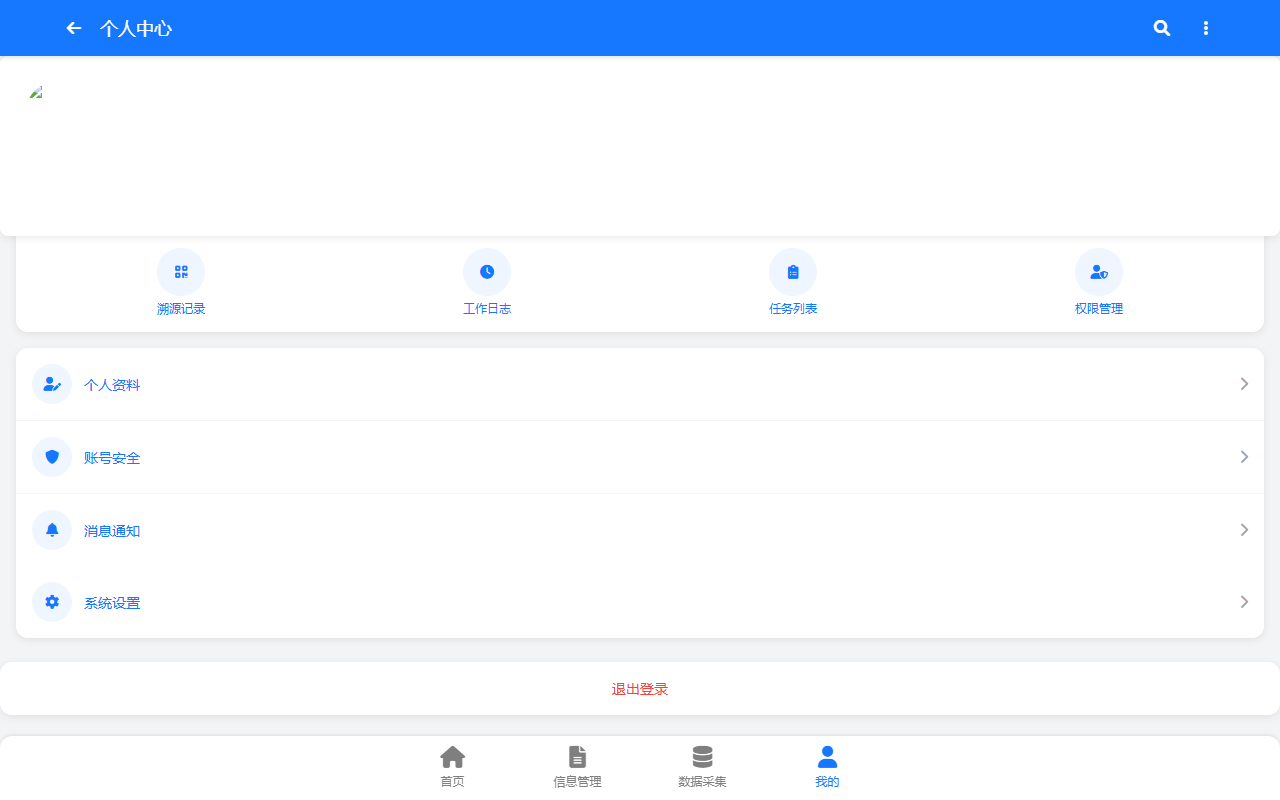 个人中心
溯源记录
工作日志
任务列表
权限管理
个人资料
账号安全
消息通知
系统设置
退出登录
首页
信息管理
数据采集
我的